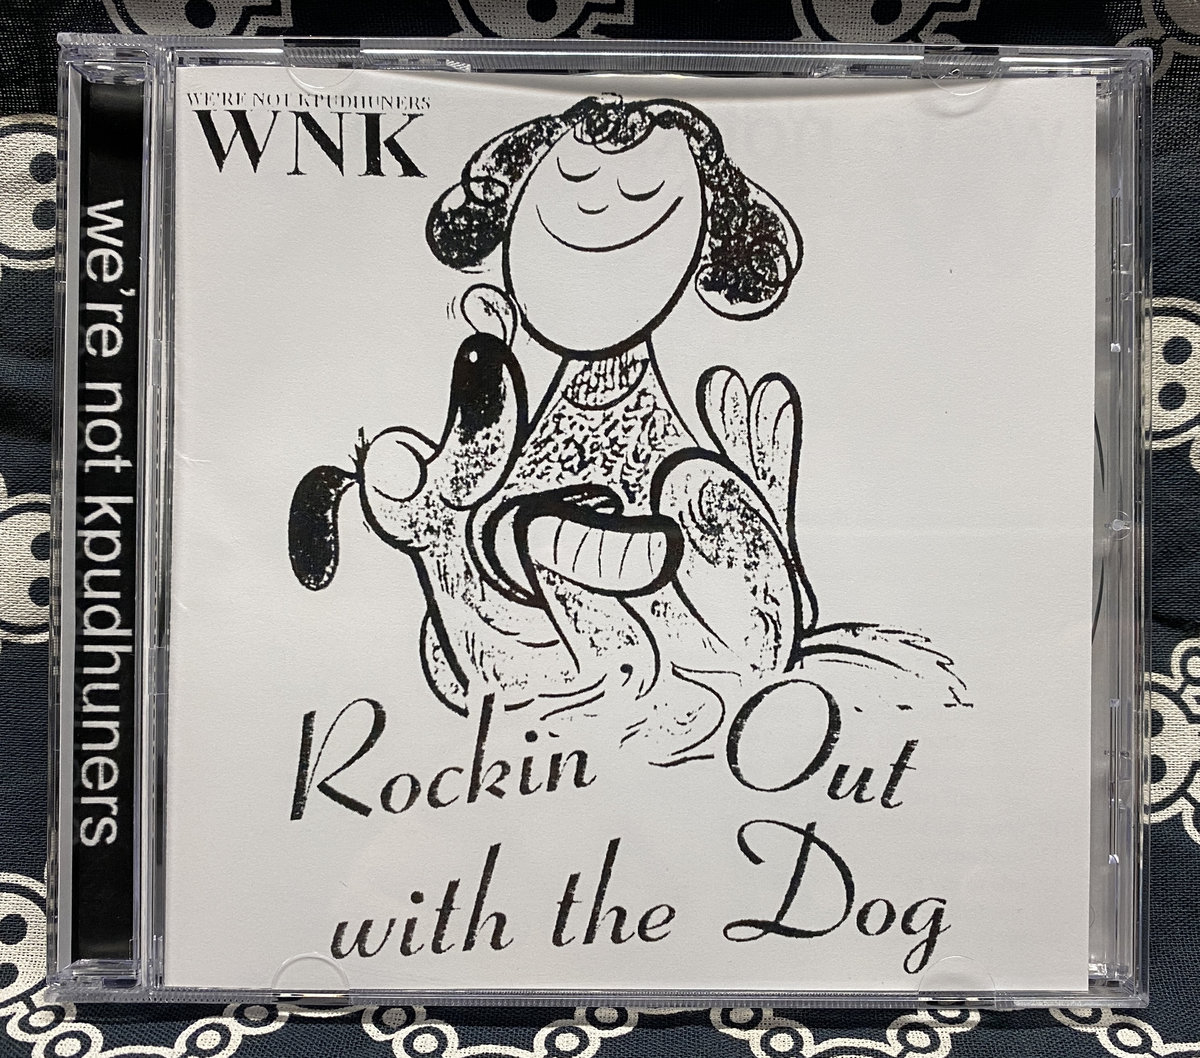 WE'RE NOT KPUDHUNERS
WNK
we're not kpudhuners
Rockin Out
with the Dog